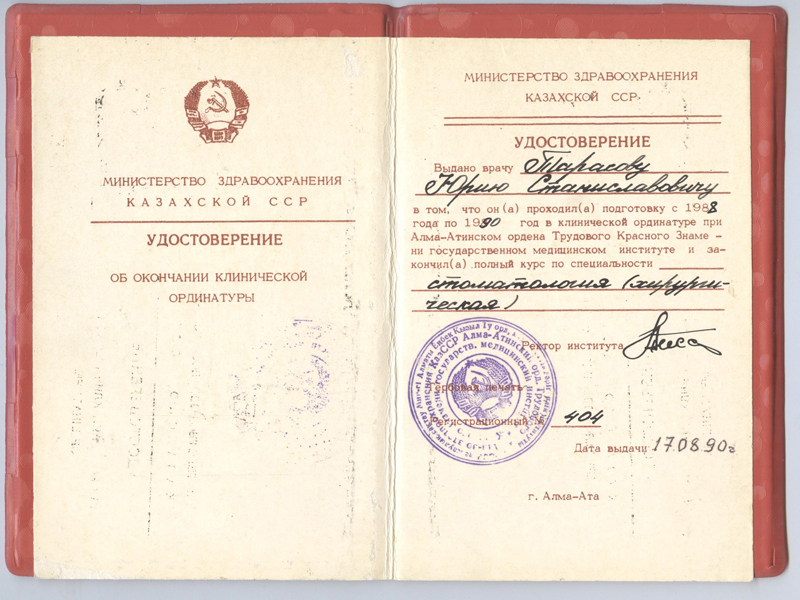 МИНИСТЕРСТВО ЗДРАВООХРАНЕНИЯ
КАЗАХСКОЙ ССР
УДОСТОВЕРЕНИЕ
ОБ ОКОНЧАНИИ КЛИНИЧЕСКОЙ
ОРДИНАТУРЫ
МИНИСТЕРСТВО ЗДРАВООХРАНЕНИЯ
КАЗАХСКОЙ ССР
УДОСТОВЕРЕНИЕ
Выдано врачу Тарасову
Юрию Станиславовичу
в том, что он(а) проходил(а) подготовку с 1988
года по 1990 год в клинической ординатуре при
Алма-Атинском ордена Трудового Красного Знаме-
ни государственном медицинском институте и за-
кончил(а) полный курс по специальности
стоматология (хирурги-
ческая)
Ректор института
Гербовая печать
Регистрационный № 404
Дата выдачи 17.08.90г
г. Алма-Ата